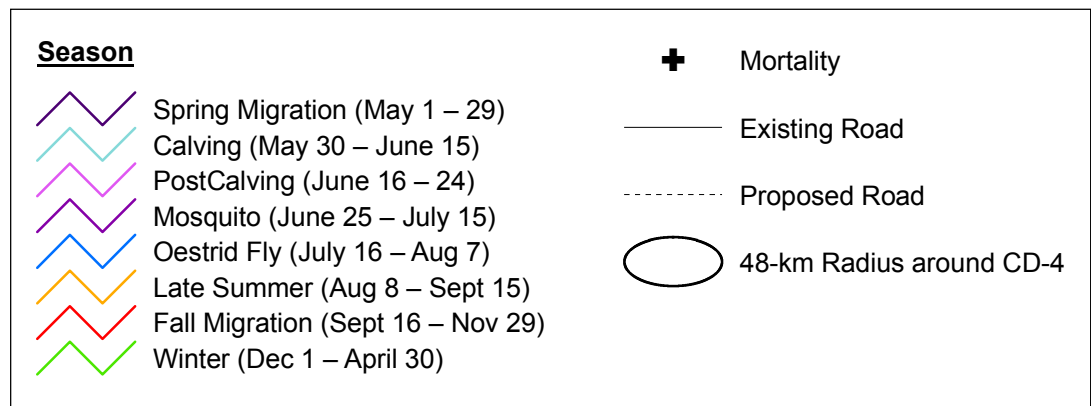 Season
Spring Migration (May 1 – 29)
Calving (May 30 – June 15)
PostCalving (June 16 – 24)
Mosquito (June 25 – July 15)
Oestrid Fly (July 16 – Aug 7)
Late Summer (Aug 8 – Sept 15)
Fall Migration (Sept 16 – Nov 29)
Winter (Dec 1 – April 30)
Mortality
Existing Road
Proposed Road
48-km Radius around CD-4